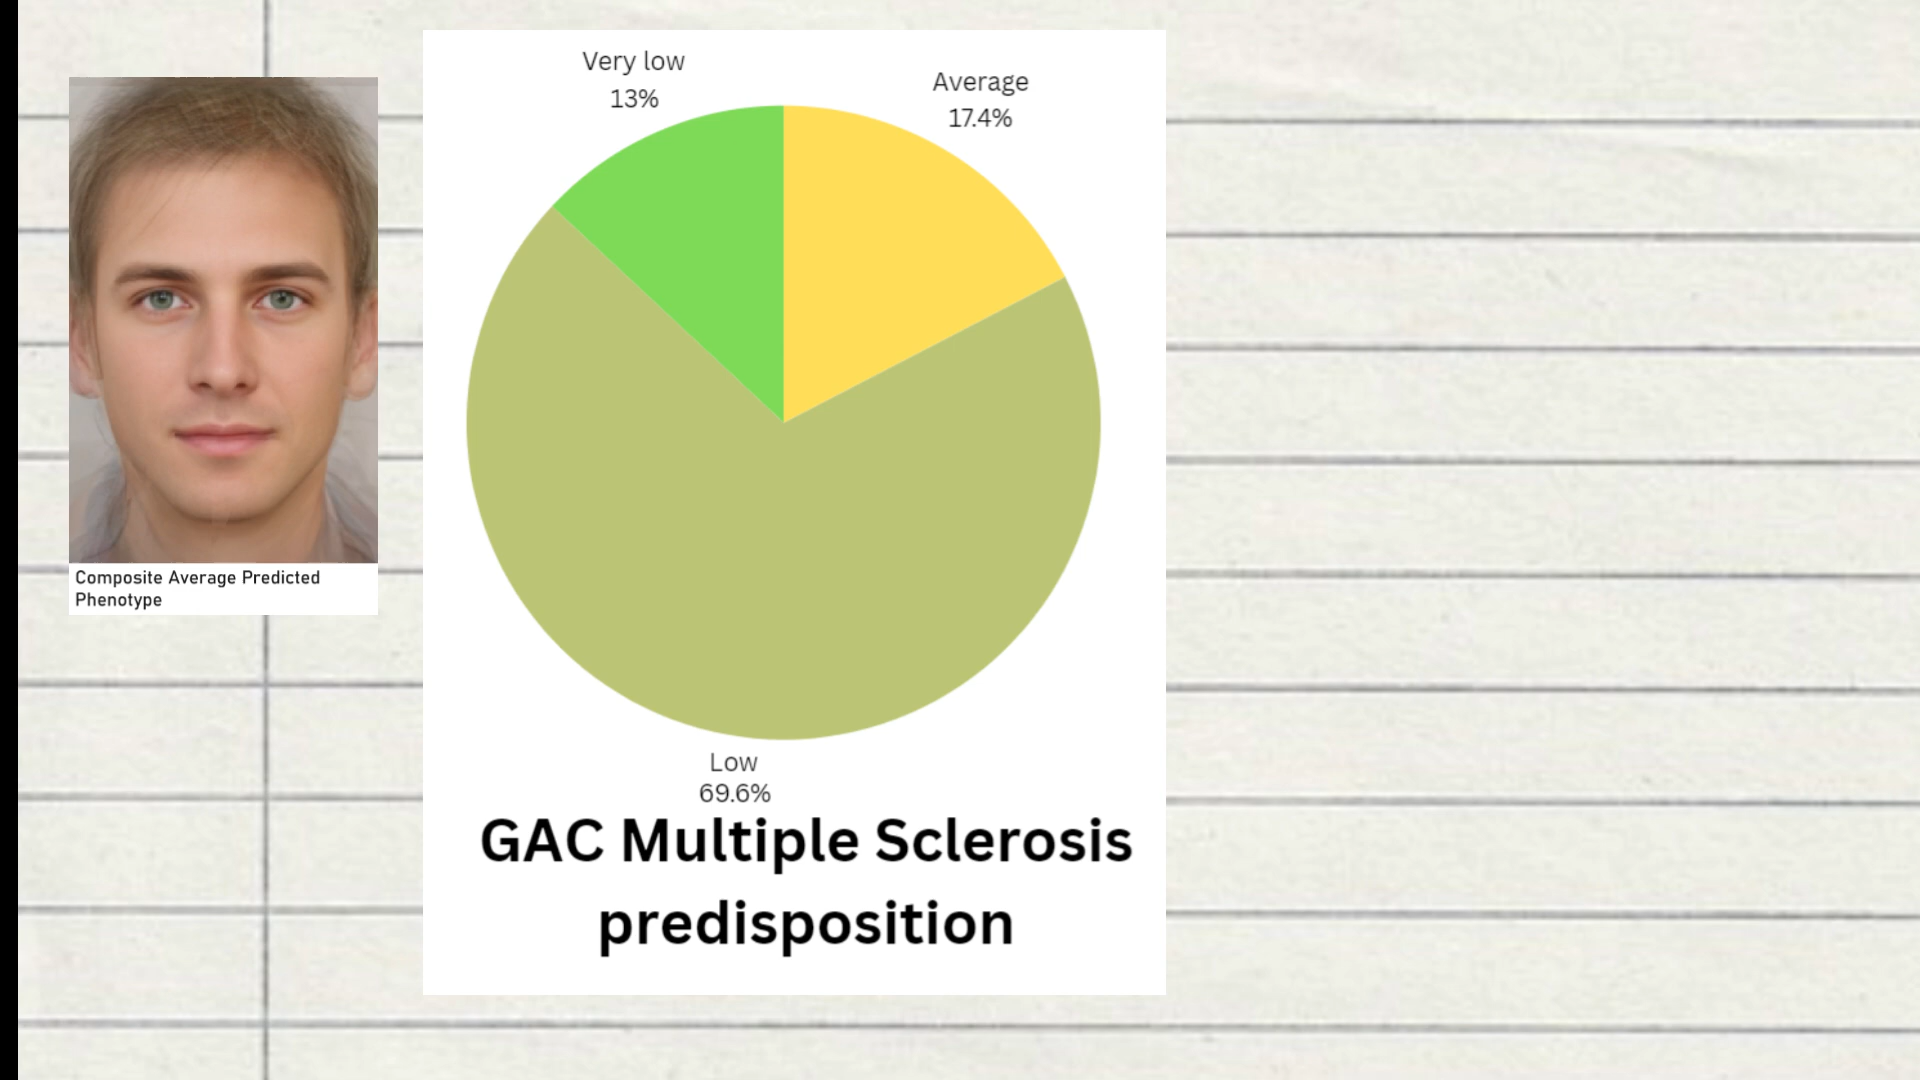 Very low
13%
Average
17.4%
Low
69.6%
GAC Multiple Sclerosis
predisposition
Composite Average Predicted
Phenotype